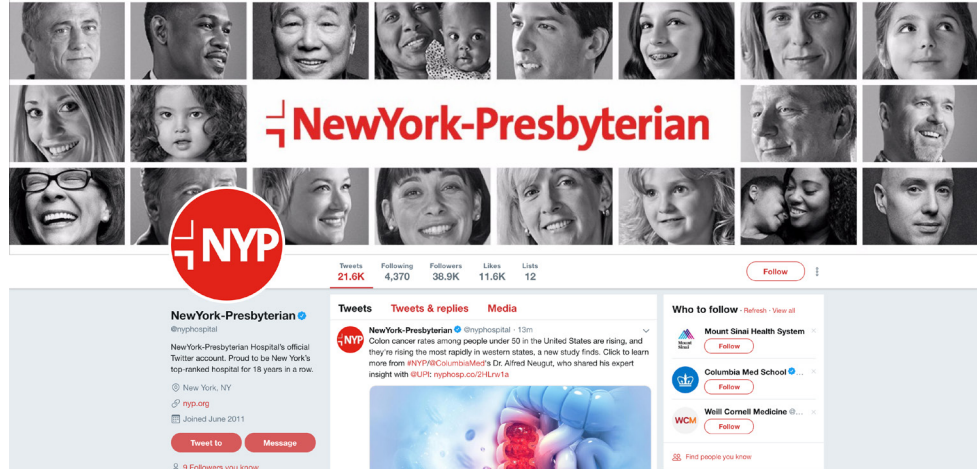 NewYork-Presbyterian
NYP
Tweets Following Followers Likes Lists
21.6K 4,370 38.9K 11.6K 12
Follow
NewYork-Presbyterian
@nyphospital
NewYork-Presbyterian Hospital's official
Twitter account. Proud to be New York's
top-ranked hospital for 18 years in a row.
New York, NY
nyp.org
Joined June 2011
Tweet to Message
9 Followers you know
Tweets Tweets & replies Media
NYP
NewYork-Presbyterian @nyphospital · 13m
Colon cancer rates among people under 50 in the United States are rising, and
they're rising the most rapidly in western states, a new study finds. Click to learn
more from #NYP/@ColumbiaMed's Dr. Alfred Neugut, who shared his expert
insight with @UPI: nyphosp.co/2HLrw1a
Who to follow · Refresh · View all
Mount
Sinai
Mount Sinai Health System
Follow
Columbia Med School ...
Follow
WCM
Weill Cornell Medicine @...
Follow
Find people you know